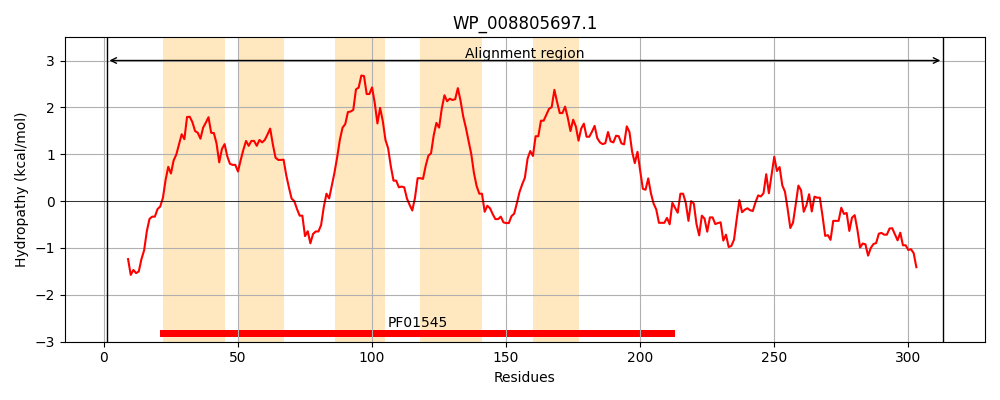 WP_008805697.1
Alignment region
3
2
1
0
−1
−2
−3
Hydropathy (kcal/mol)
PF01545
0
50
100
150
200
250
300
Residues